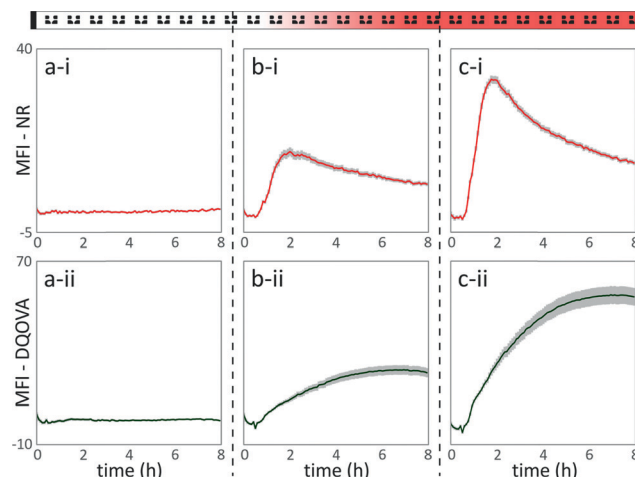 40
MFI - NR
-5
a-i
b-i
c-i
0 2 4 6 8
0 2 4 6 8
0 2 4 6 8
70
MFI - DQOVA
-10
a-ii
b-ii
c-ii
0 2 4 6 8
0 2 4 6 8
0 2 4 6 8
time (h)
time (h)
time (h)